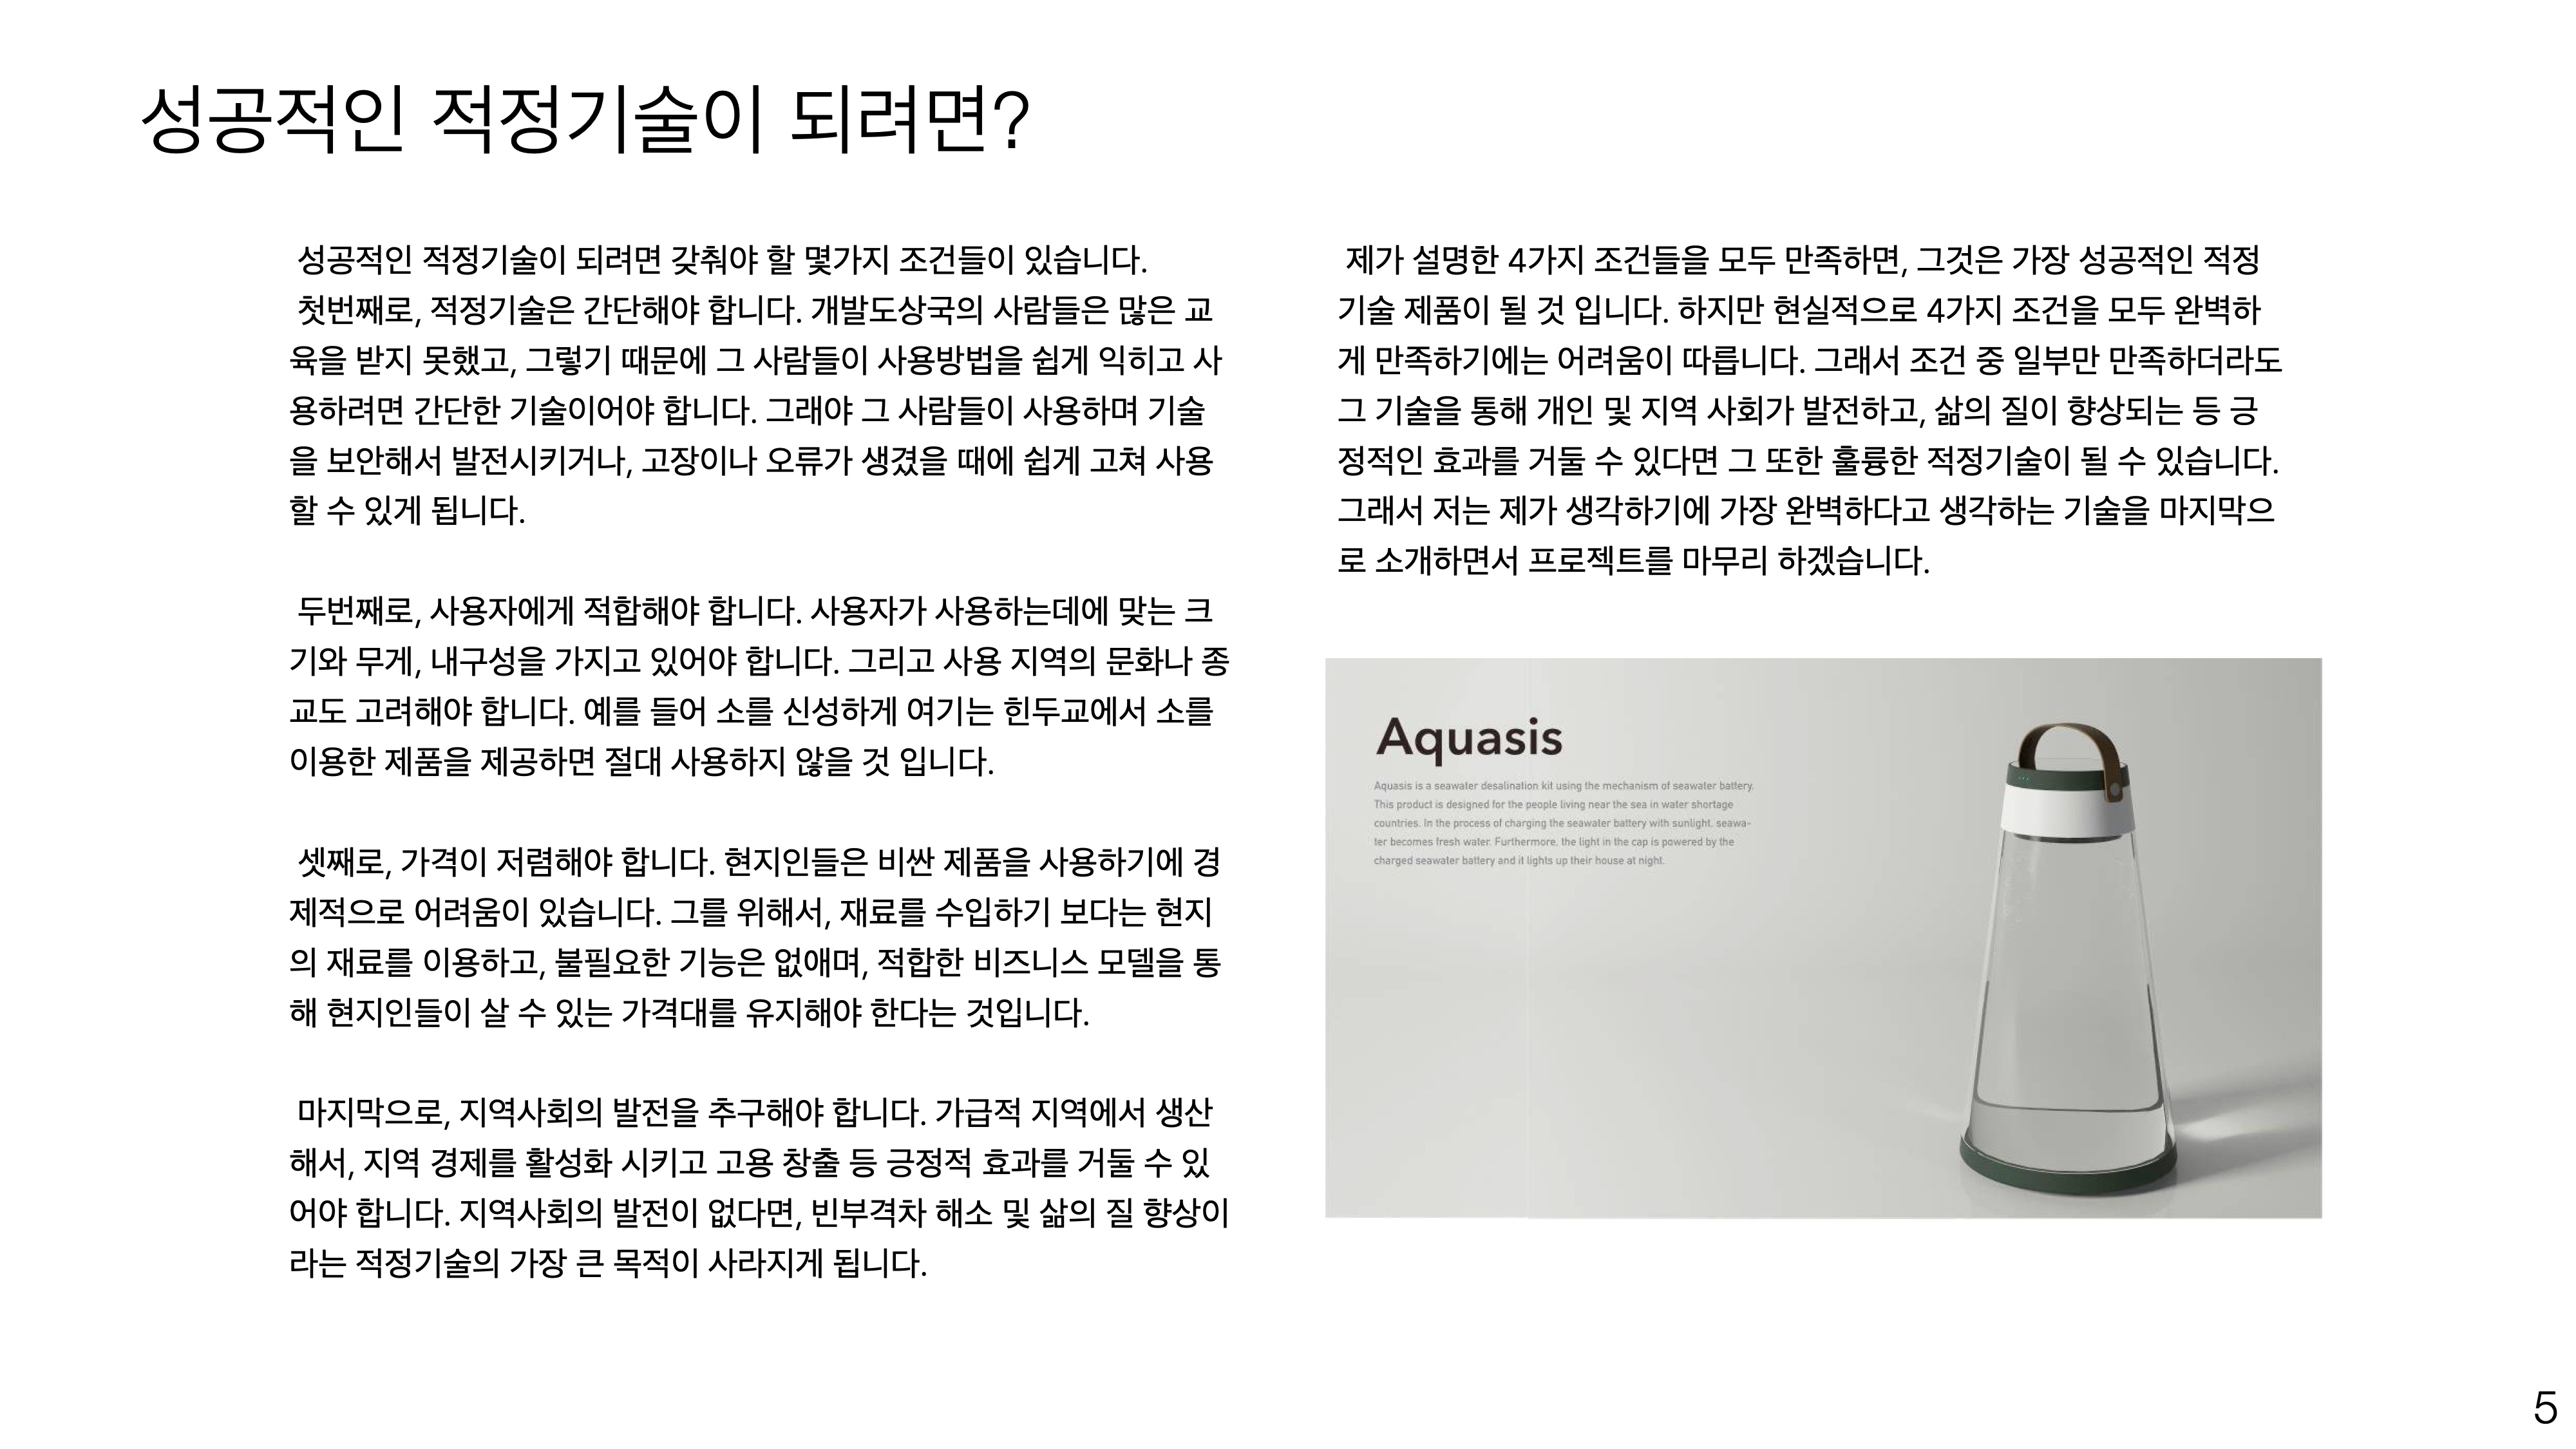 성공적인 적정기술이 되려면?
성공적인 적정기술이 되려면 갖춰야 할 몇가지 조건들이 있습니다.
첫번째로, 적정기술은 간단해야 합니다. 개발도상국의 사람들은 많은 교
육을 받지 못했고, 그렇기 때문에 그 사람들이 사용방법을 쉽게 익히고 사
용하려면 간단한 기술이어야 합니다. 그래야 그 사람들이 사용하며 기술
을 보안해서 발전시키거나, 고장이나 오류가 생겼을 때에 쉽게 고쳐 사용
할 수 있게 됩니다.
두번째로, 사용자에게 적합해야 합니다. 사용자가 사용하는데에 맞는 크
기와 무게, 내구성을 가지고 있어야 합니다. 그리고 사용 지역의 문화나 종
교도 고려해야 합니다. 예를 들어 소를 신성하게 여기는 힌두교에서 소를
이용한 제품을 제공하면 절대 사용하지 않을 것 입니다.
셋째로, 가격이 저렴해야 합니다. 현지인들은 비싼 제품을 사용하기에 경
제적으로 어려움이 있습니다. 그를 위해서, 재료를 수입하기 보다는 현지
의 재료를 이용하고, 불필요한 기능은 없애며, 적합한 비즈니스 모델을 통
해 현지인들이 살 수 있는 가격대를 유지해야 한다는 것입니다.
마지막으로, 지역사회의 발전을 추구해야 합니다. 가급적 지역에서 생산
해서, 지역 경제를 활성화 시키고 고용 창출 등 긍정적 효과를 거둘 수 있
어야 합니다. 지역사회의 발전이 없다면, 빈부격차 해소 및 삶의 질 향상이
라는 적정기술의 가장 큰 목적이 사라지게 됩니다.
제가 설명한 4가지 조건들을 모두 만족하면, 그것은 가장 성공적인 적정
기술 제품이 될 것 입니다. 하지만 현실적으로 4가지 조건을 모두 완벽하
게 만족하기에는 어려움이 따릅니다. 그래서 조건 중 일부만 만족하더라도
그 기술을 통해 개인 및 지역 사회가 발전하고, 삶의 질이 향상되는 등 긍
정적인 효과를 거둘 수 있다면 그 또한 훌륭한 적정기술이 될 수 있습니다.
그래서 저는 제가 생각하기에 가장 완벽하다고 생각하는 기술을 마지막으
로 소개하면서 프로젝트를 마무리 하겠습니다.
Aquasis
Aquasis is a seawater desalination kit using the mechanism of seawater battery.
This product is designed for the people living near the sea in water shortage
countries. In the process of charging the seawater battery with sunlight, seawa-
ter becomes fresh water. Furthermore, the light in the cap is powered by the
charged seawater battery and it lights up their house at night.
5